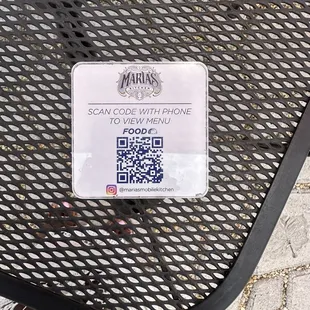 MARIAS
SCAN CODE WITH PHONE
TO VIEW MENU
FOOD
@mariasmobilekitchen